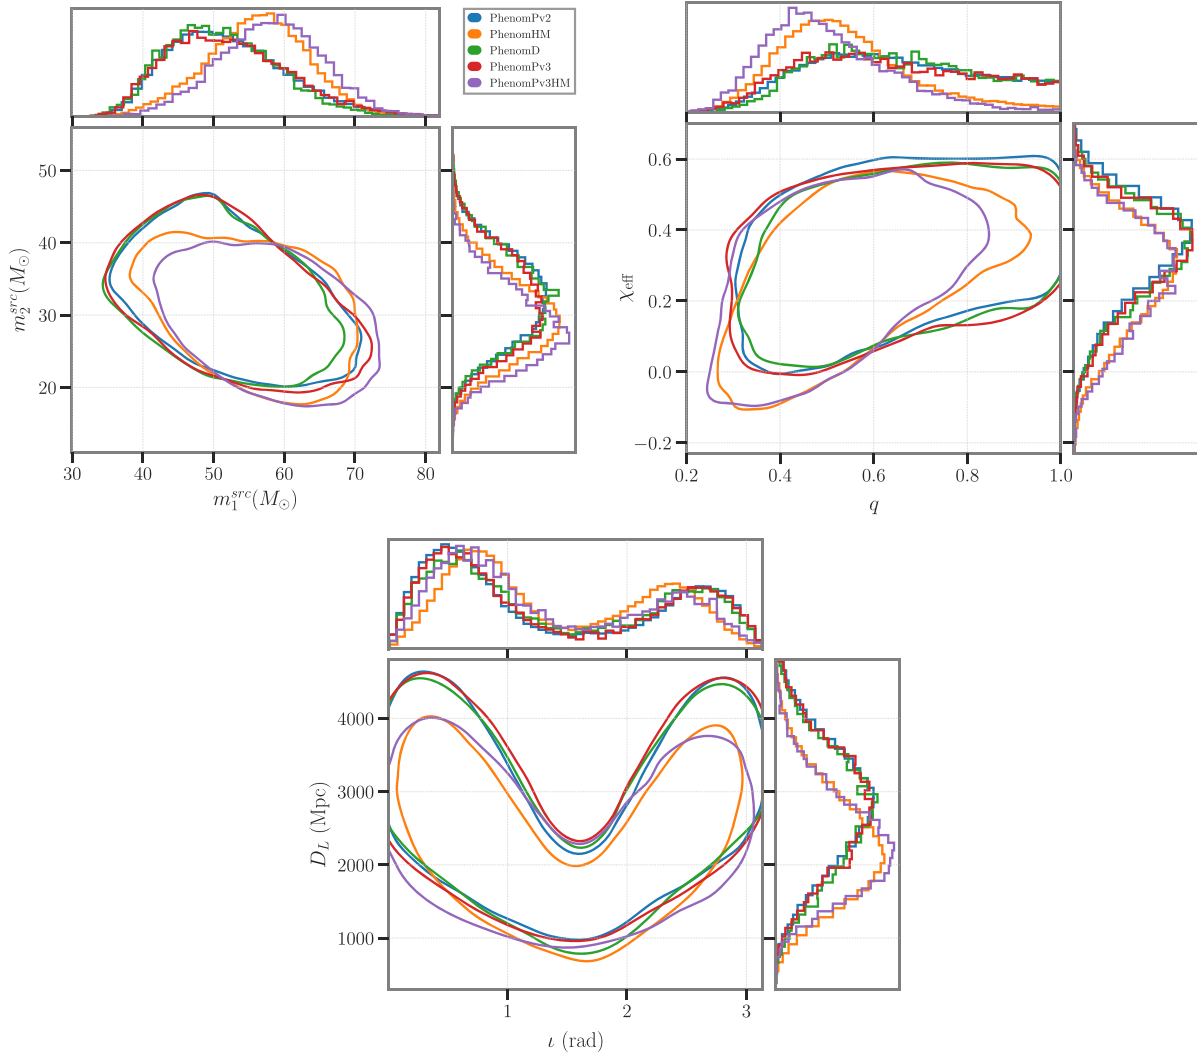 PhenomPv2
PhenomHM
PhenomD
PhenomPv3
PhenomPv3HM
50
40
30
20
m_2^{src}(M_⊙)
30 40 50 60 70 80
m_1^{src}(M_⊙)
0.6
0.4
0.2
0.0
−0.2
χ_eff
0.2 0.4 0.6 0.8 1.0
q
4000
3000
2000
1000
D_L (Mpc)
1 2 3
ι (rad)